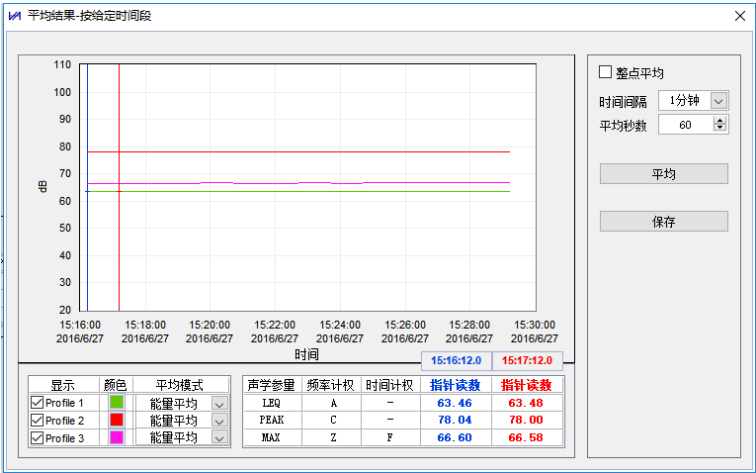 平均结果-按给定时间段
110
100
90
80
70
60
50
40
30
20
dB
15:16:00 15:18:00 15:20:00 15:22:00 15:24:00 15:26:00 15:28:00 15:30:00
2016/6/27 2016/6/27 2016/6/27 2016/6/27 2016/6/27 2016/6/27 2016/6/27 2016/6/27
时间
15:16:12.0 15:17:12.0
显示 颜色 平均模式
Profile 1 能量平均
Profile 2 能量平均
Profile 3 能量平均
声学参量 频率计权 时间计权 指针读数 指针读数
LEQ A - 63.46 63.48
PEAK C - 78.04 78.00
MAX Z F 66.60 66.58
整点平均
时间间隔 1分钟
平均秒数 60
平均
保存